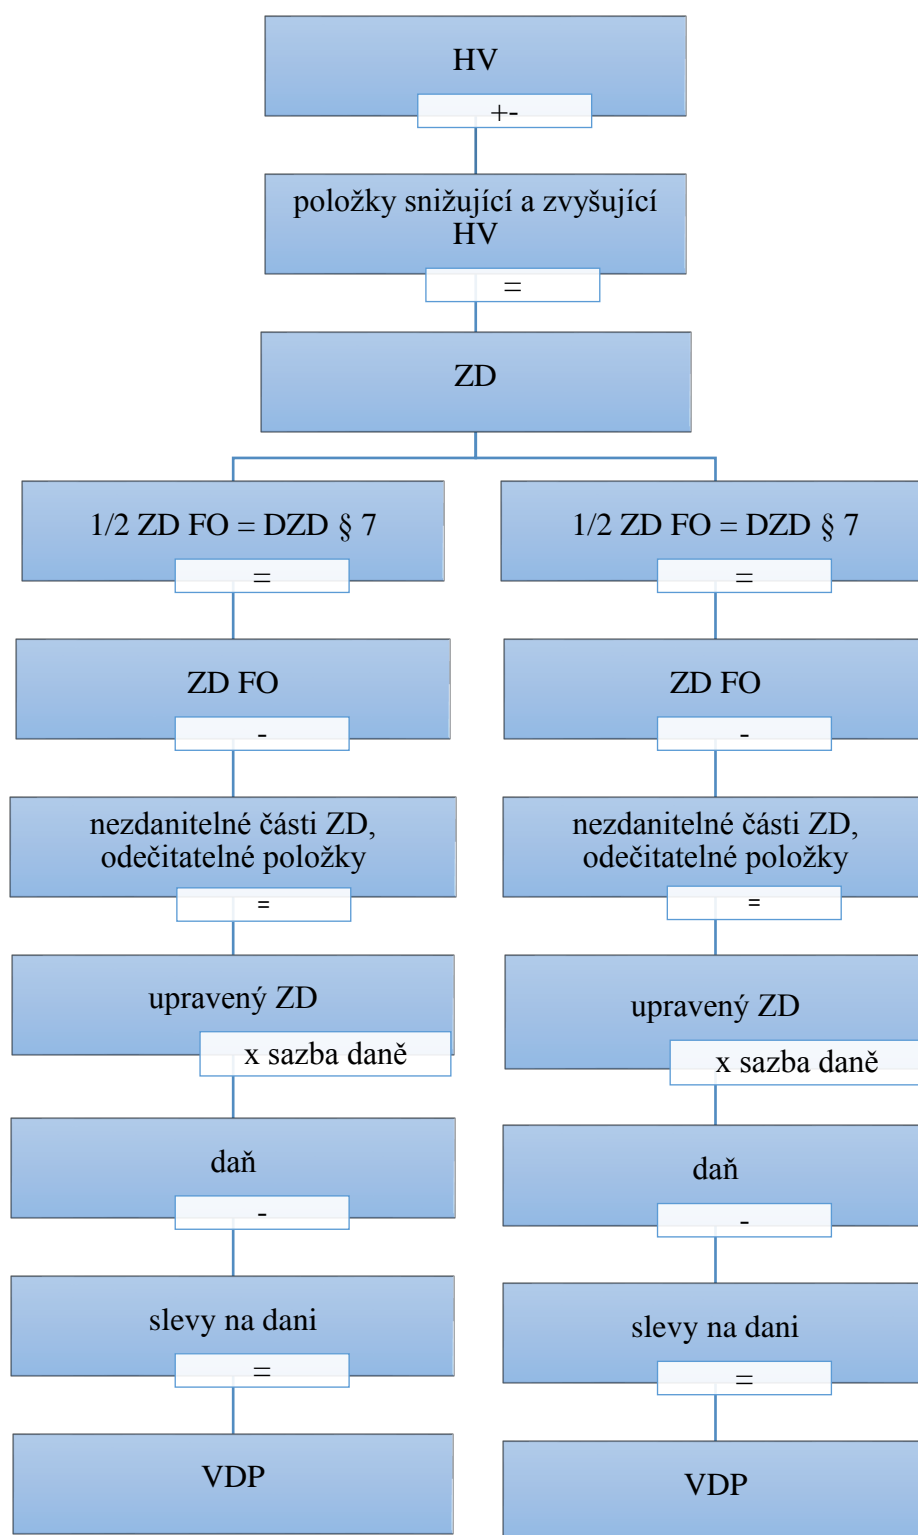 HV
+-
položky snižující a zvyšující
HV
=
ZD
1/2 ZD FO = DZD § 7
=
ZD FO
-
nezdanitelné části ZD,
odečitatelné položky
=
upravený ZD
x sazba daně
daň
-
slevy na dani
=
VDP
1/2 ZD FO = DZD § 7
=
ZD FO
-
nezdanitelné části ZD,
odečitatelné položky
=
upravený ZD
x sazba daně
daň
-
slevy na dani
=
VDP